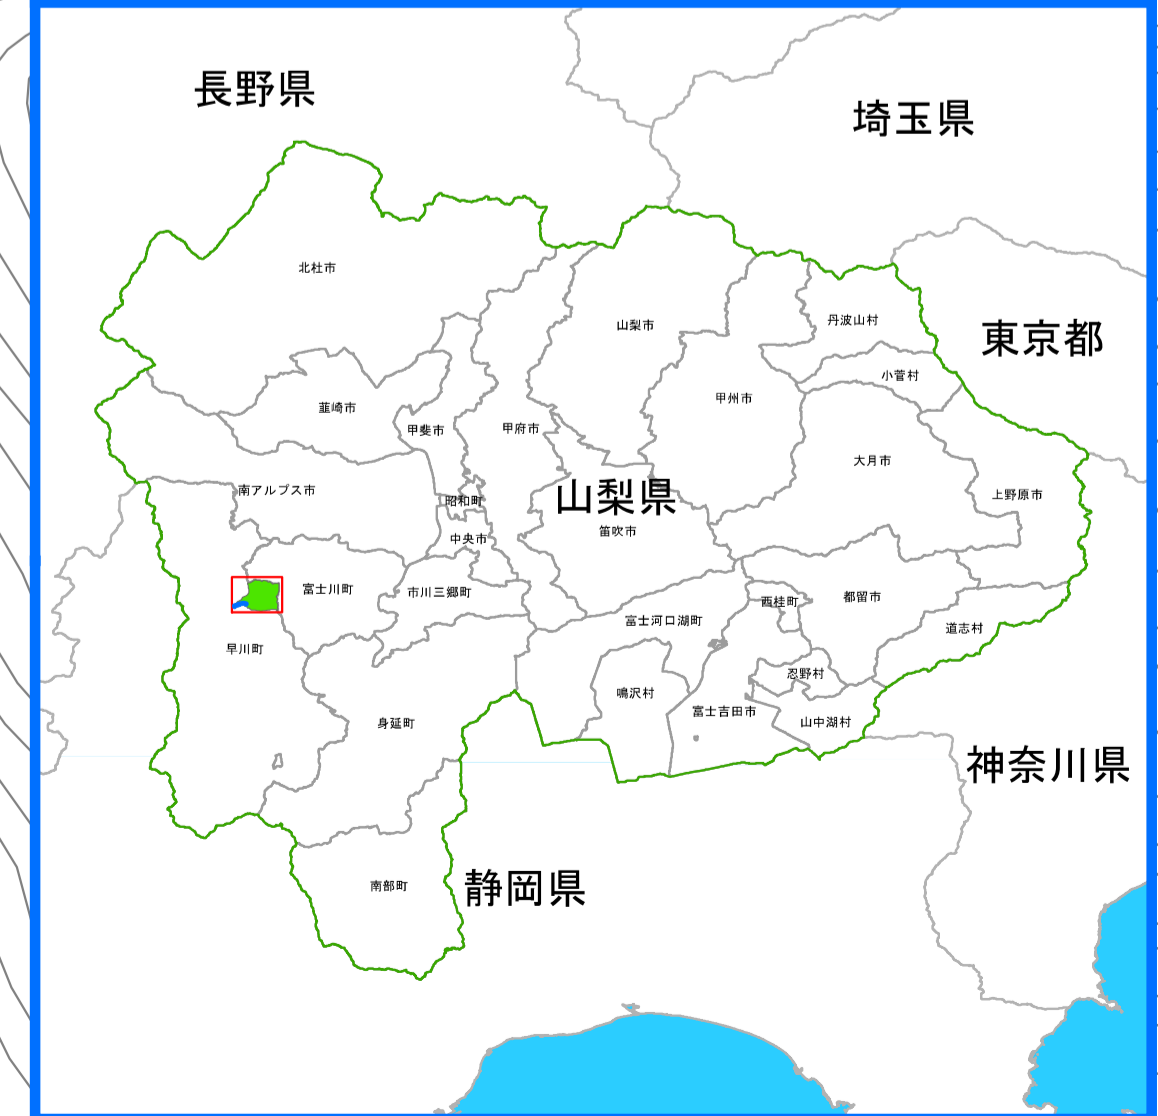 長野県
埼玉県
北杜市
丹波山村
山梨市
東京都
小菅村
甲州市
韮崎市
甲府市
甲斐市
大月市
南アルプス市
山梨県
上野原市
昭和町
笛吹市
中央市
富士川町
市川三郷町
都留市
西桂町
富士河口湖町
道志村
早川町
忍野村
鳴沢村
富士吉田市
山中湖村
身延町
神奈川県
南部町
静岡県